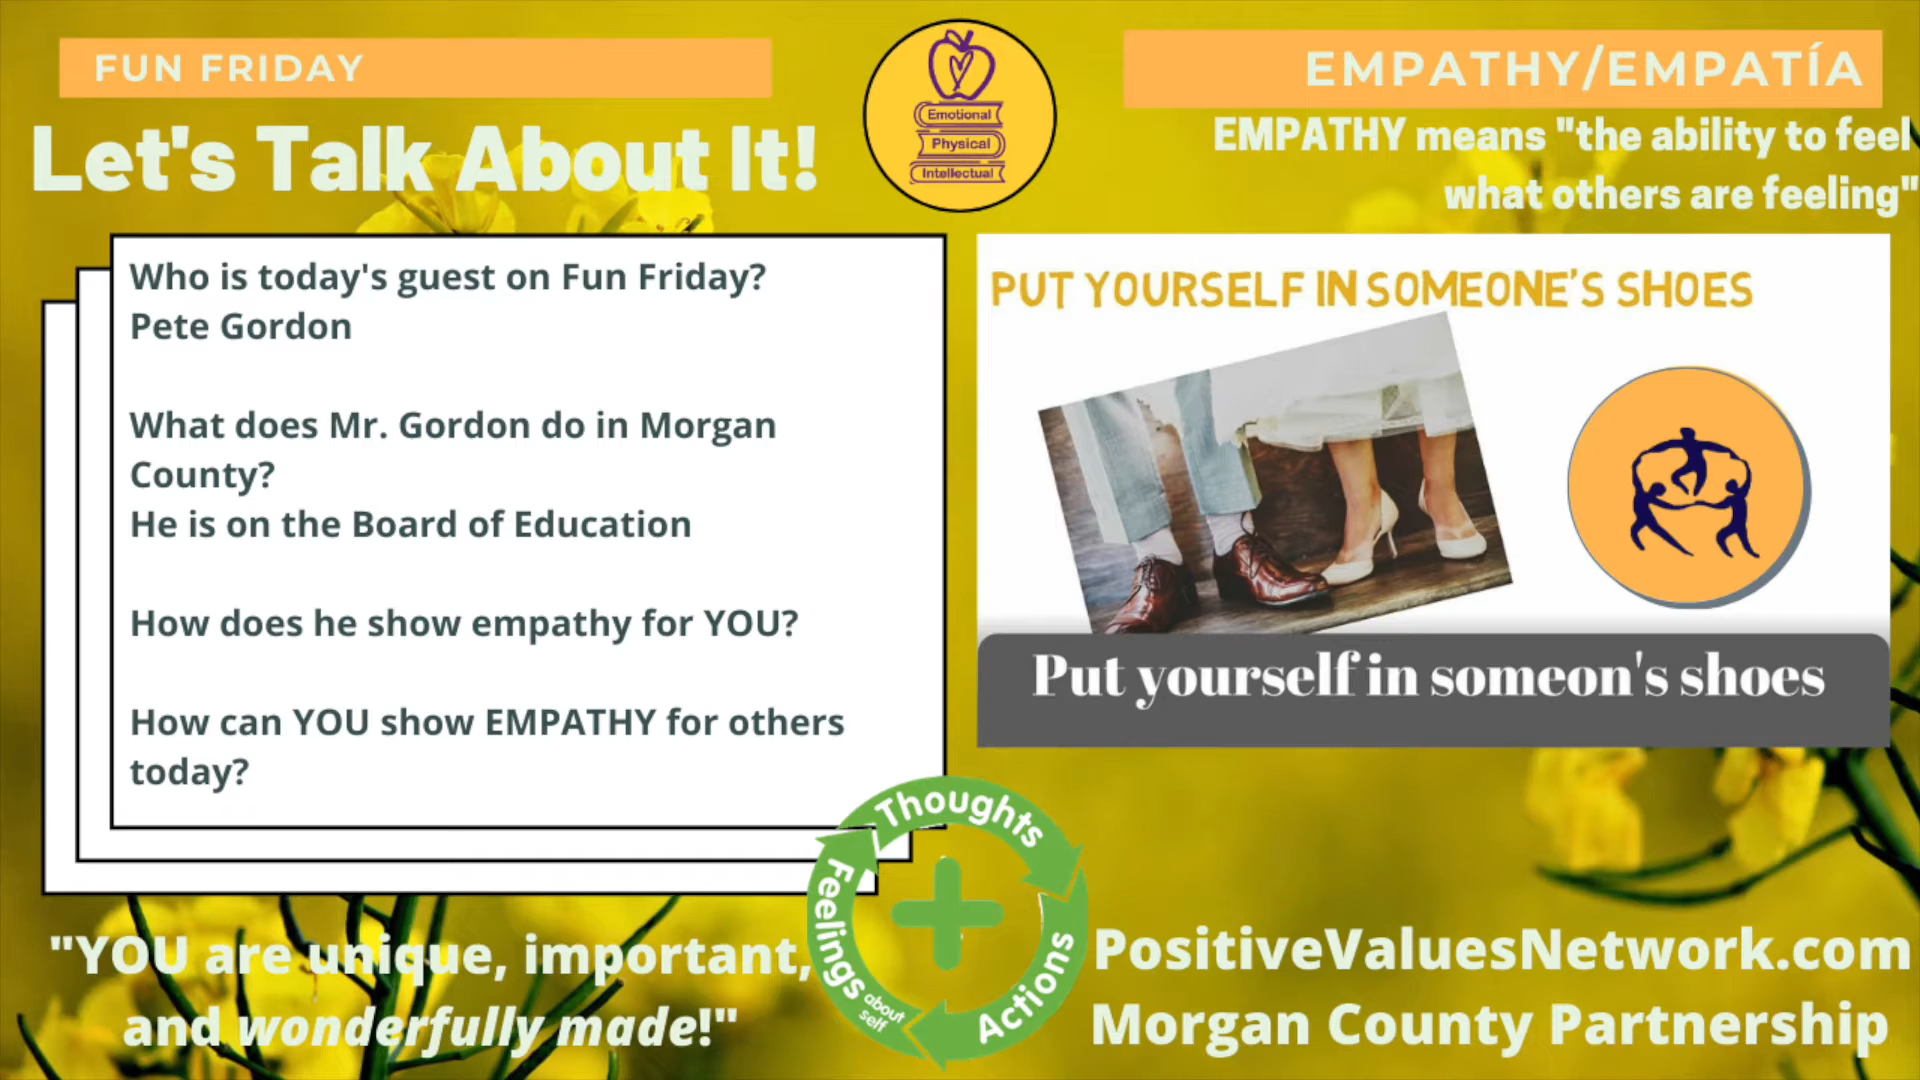 FUN FRIDAY
Let's Talk About It!
Emotional
Physical
Intellectual
EMPATHY/EMPATÍA
EMPATHY means "the ability to feel
what others are feeling"
Who is today's guest on Fun Friday?
Pete Gordon
What does Mr. Gordon do in Morgan
County?
He is on the Board of Education
How does he show empathy for YOU?
How can YOU show EMPATHY for others
today?
PUT YOURSELF IN SOMEONE'S SHOES
Put yourself in someon's shoes
"YOU are unique, important,
and wonderfully made!"
Thoughts
Actions
Feelings
about
self
PositiveValuesNetwork.com
Morgan County Partnership